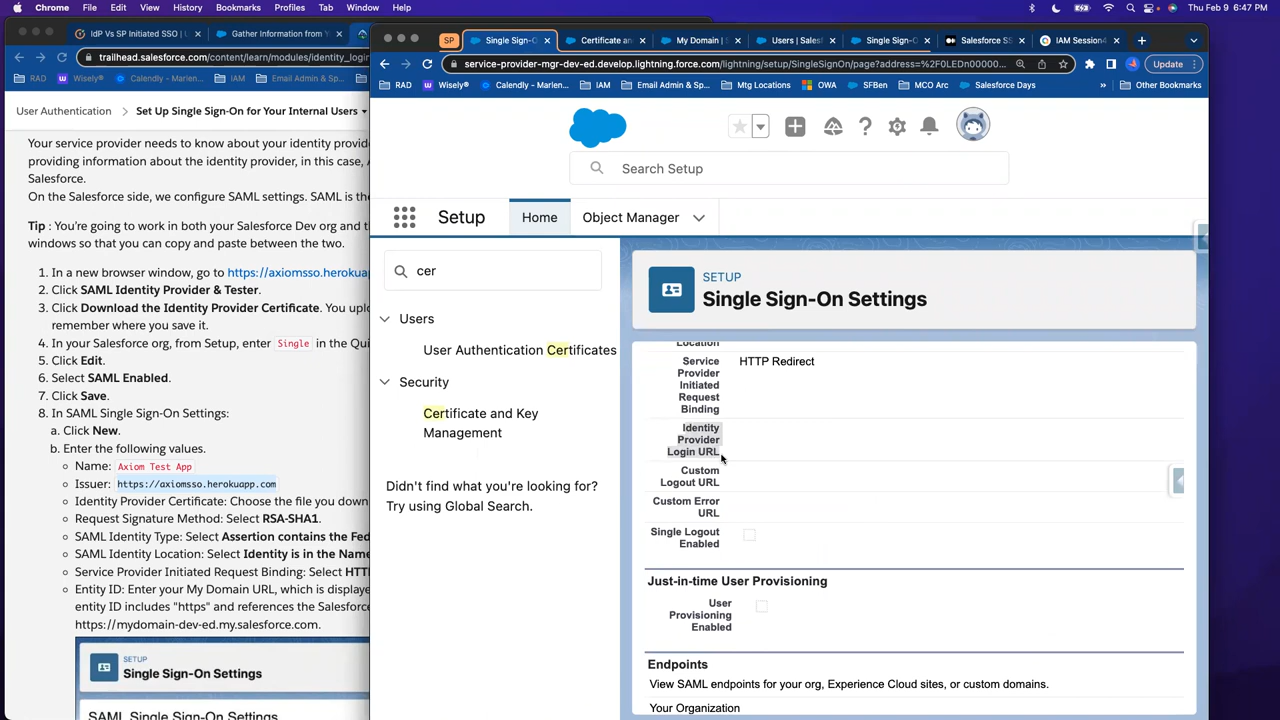 Chrome File Edit View History Bookmarks Profiles Tab Window Help
Thu Feb 9 6:47 PM
IdP Vs SP Initiated SSO | U
Gather Information from Y
trailhead.salesforce.com/content/learn/modules/identity_login
RAD Wisely® Calendly - Marlen... IAM Email Admin & Sp...
User Authentication
Set Up Single Sign-On for Your Internal Users
Your service provider needs to know about your identity provid
providing information about the identity provider, in this case, A
Salesforce.
On the Salesforce side, we configure SAML settings. SAML is the
Tip : You're going to work in both your Salesforce Dev org and th
windows so that you can copy and paste between the two.
1. In a new browser window, go to https://axiomsso.herokuap
2. Click SAML Identity Provider & Tester.
3. Click Download the Identity Provider Certificate. You uplo
remember where you save it.
4. In your Salesforce org, from Setup, enter Single in the Qui
5. Click Edit.
6. Select SAML Enabled.
7. Click Save.
8. In SAML Single Sign-On Settings:
a. Click New.
b. Enter the following values.
Name: Axiom Test App
Issuer: https://axiomsso.herokuapp.com
Identity Provider Certificate: Choose the file you down
Request Signature Method: Select RSA-SHA1.
SAML Identity Type: Select Assertion contains the Fed
SAML Identity Location: Select Identity is in the Name
Service Provider Initiated Request Binding: Select HTT
Entity ID: Enter your My Domain URL, which is displaye
entity ID includes "https" and references the Salesforce
https://mydomain-dev-ed.my.salesforce.com.
SETUP
Single Sign-On Settings
SAML Single Sign-On Settings
SP
Single Sign-O
Certificate and
My Domain | S
Users | Salesf
Single Sign-O
Salesforce SS
IAM Session4
service-provider-mgr-dev-ed.develop.lightning.force.com/lightning/setup/SingleSignOn/page?address=%2F0LEDn00000...
Update
RAD Wisely® Calendly - Marlen... IAM Email Admin & Sp... Mtg Locations OWA SFBen MCO Arc Salesforce Days » Other Bookmarks
Search Setup
Setup
Home
Object Manager
cer
Users
User Authentication Certificates
Security
Certificate and Key
Management
Didn't find what you're looking for?
Try using Global Search.
SETUP
Single Sign-On Settings
Location
Service
Provider
Initiated
Request
Binding
HTTP Redirect
Identity
Provider
Login URL
Custom
Logout URL
Custom Error
URL
Single Logout
Enabled
Just-in-time User Provisioning
User
Provisioning
Enabled
Endpoints
View SAML endpoints for your org, Experience Cloud sites, or custom domains.
Your Organization